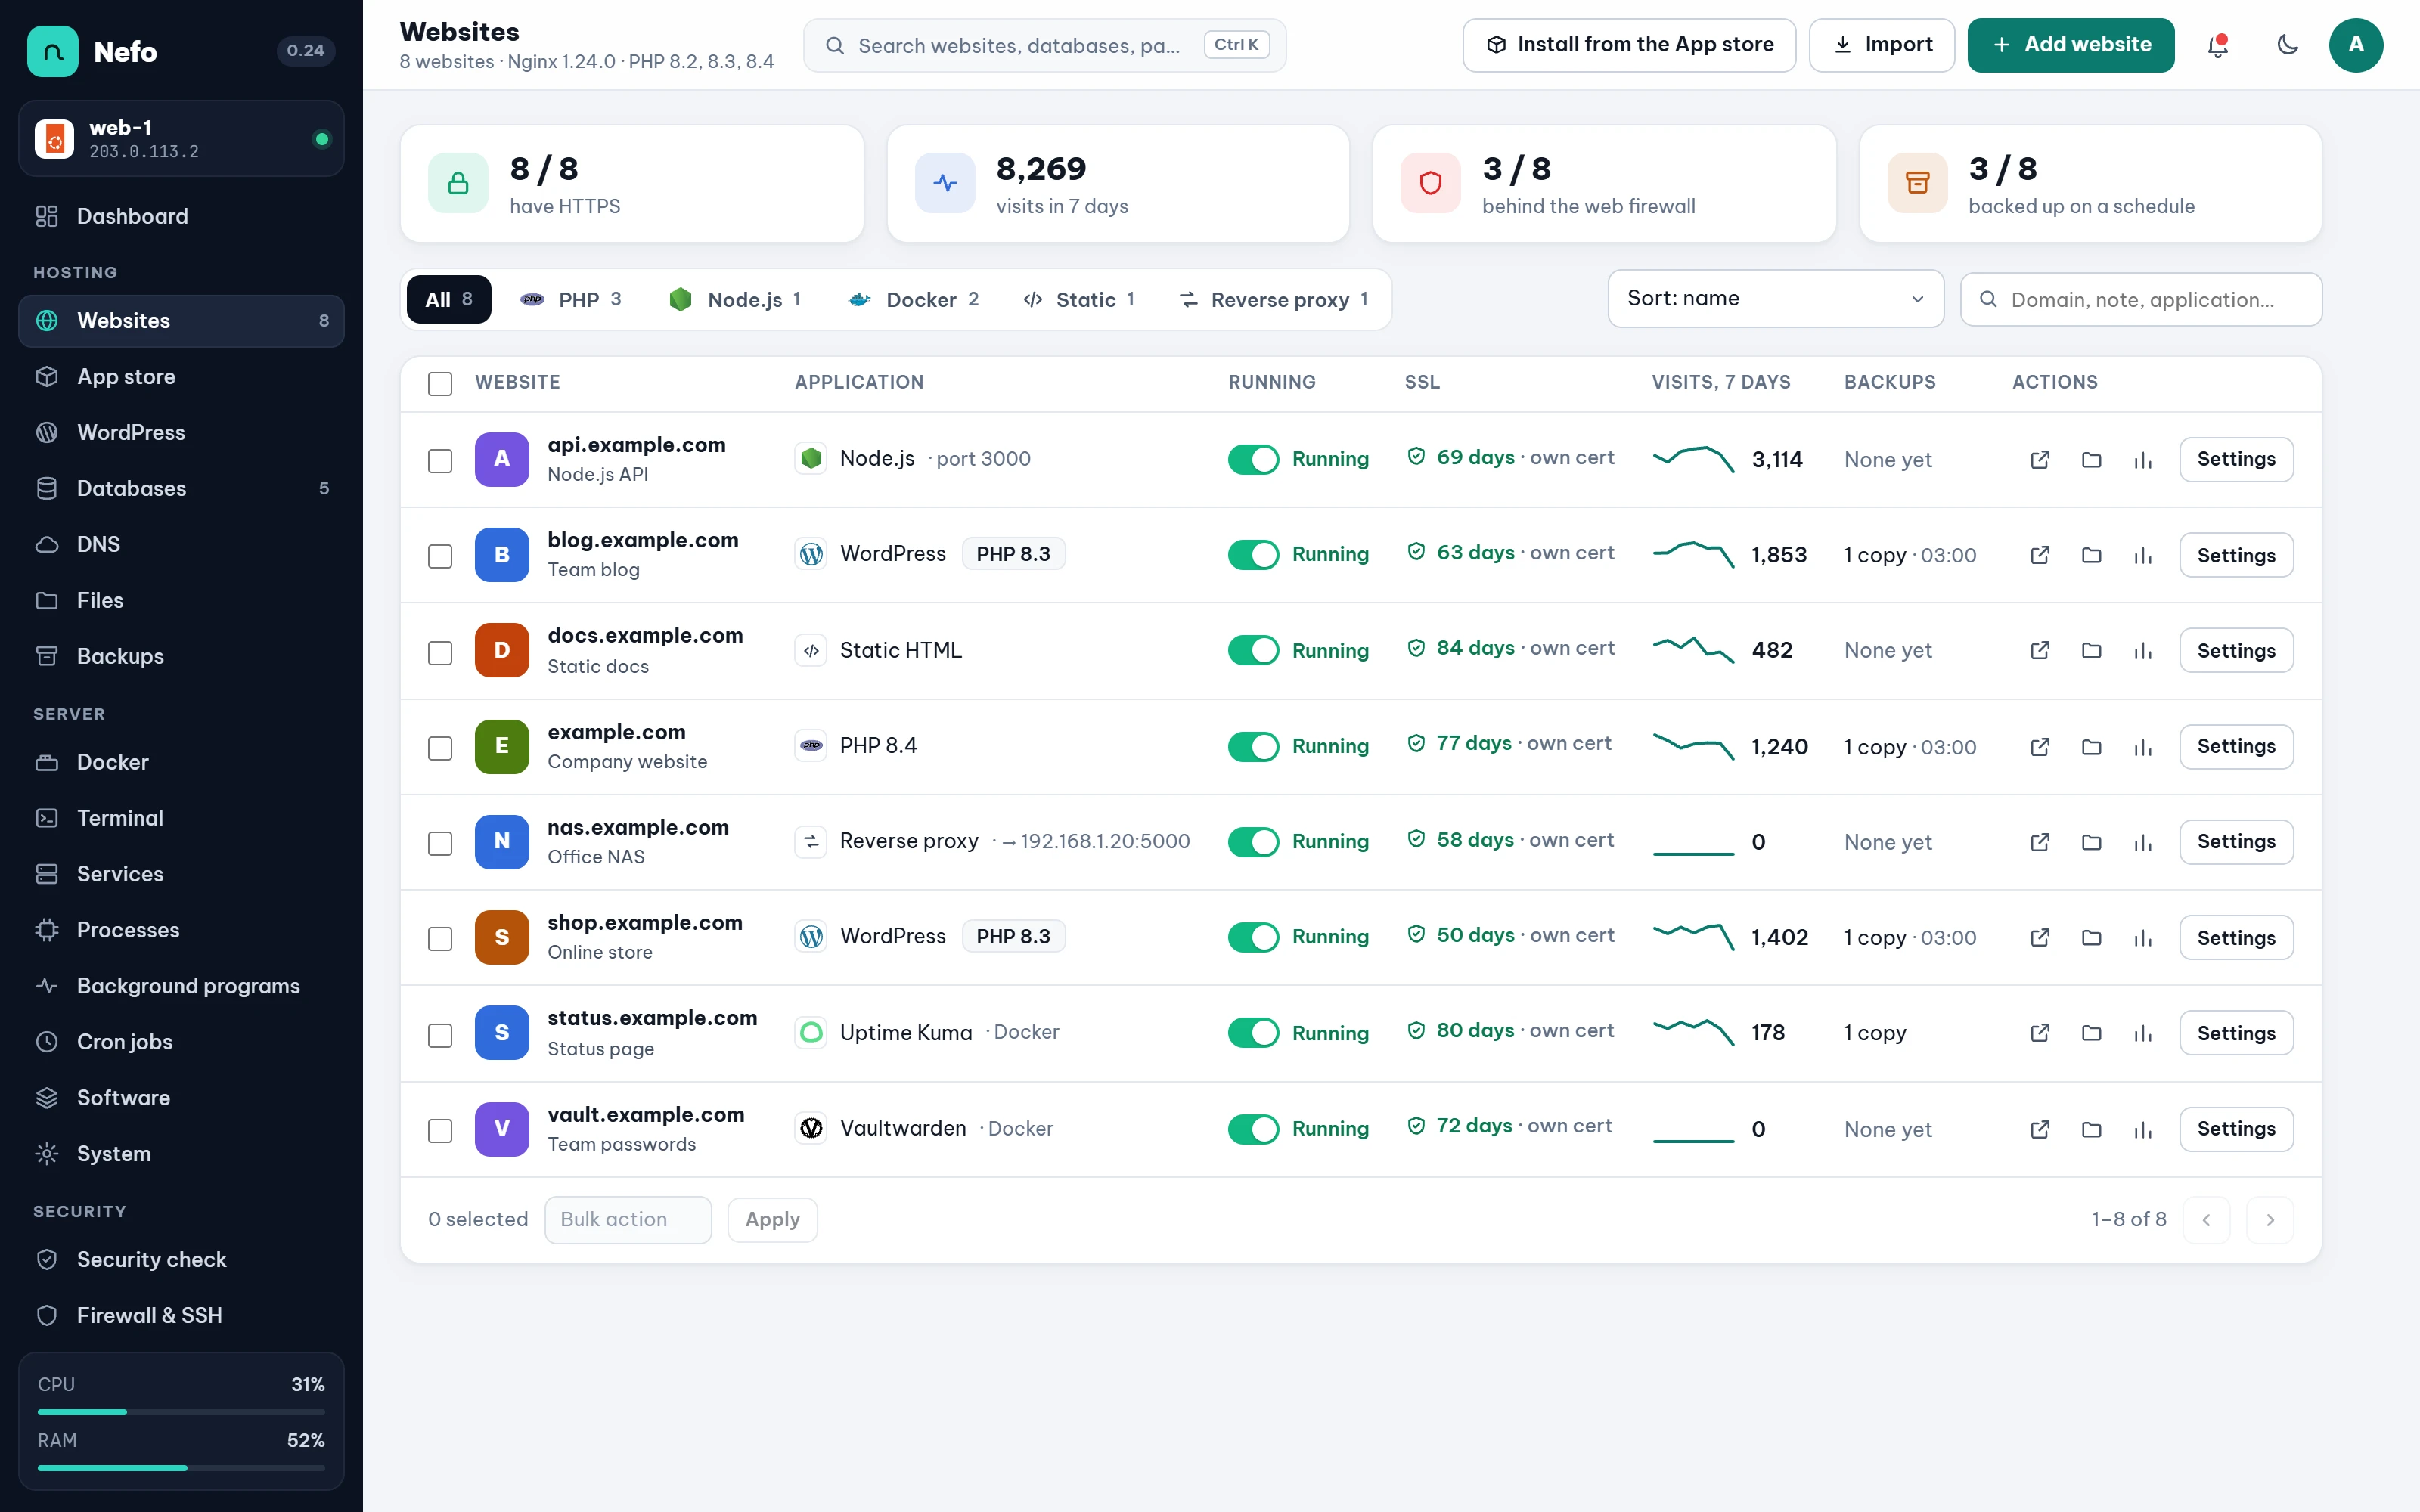 Nefo
0.24
web-1
203.0.113.2
Dashboard
HOSTING
Websites 8
App store
WordPress
Databases 5
DNS
Files
Backups
SERVER
Docker
Terminal
Services
Processes
Background programs
Cron jobs
Software
System
SECURITY
Security check
Firewall & SSH
CPU 31%
RAM 52%
Websites
8 websites · Nginx 1.24.0 · PHP 8.2, 8.3, 8.4
Search websites, databases, pa... Ctrl K
Install from the App store
Import
Add website
A
8 / 8
have HTTPS
8,269
visits in 7 days
3 / 8
behind the web firewall
3 / 8
backed up on a schedule
All 8 PHP 3 Node.js 1 Docker 2 Static 1 Reverse proxy 1
Sort: name
Domain, note, application...
WEBSITE APPLICATION RUNNING SSL VISITS, 7 DAYS BACKUPS ACTIONS
A api.example.com Node.js · port 3000 Running 69 days · own cert 3,114 None yet Settings
Node.js API
B blog.example.com WordPress PHP 8.3 Running 63 days · own cert 1,853 1 copy · 03:00 Settings
Team blog
D docs.example.com Static HTML Running 84 days · own cert 482 None yet Settings
Static docs
E example.com php PHP 8.4 Running 77 days · own cert 1,240 1 copy · 03:00 Settings
Company website
N nas.example.com Reverse proxy · → 192.168.1.20:5000 Running 58 days · own cert 0 None yet Settings
Office NAS
S shop.example.com WordPress PHP 8.3 Running 50 days · own cert 1,402 1 copy · 03:00 Settings
Online store
S status.example.com Uptime Kuma · Docker Running 80 days · own cert 178 1 copy Settings
Status page
V vault.example.com Vaultwarden · Docker Running 72 days · own cert 0 None yet Settings
Team passwords
0 selected Bulk action Apply
1–8 of 8